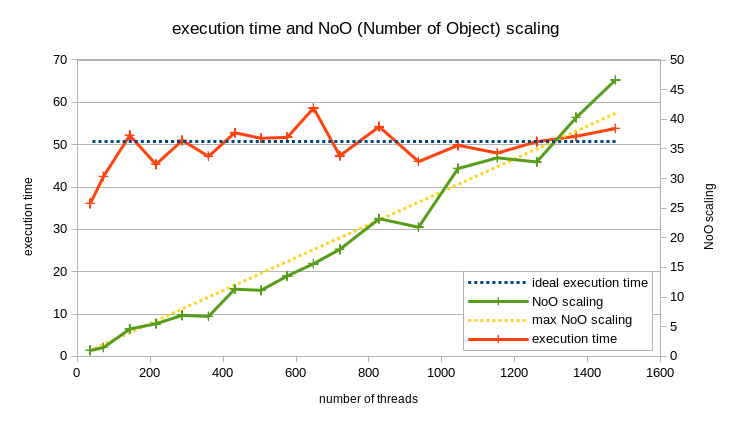 execution time and NoO (Number of Object) scaling
70
60
50
40
30
20
10
0
execution time
50
45
40
35
30
25
20
15
10
5
0
NoO scaling
ideal execution time
NoO scaling
max NoO scaling
execution time
0 200 400 600 800 1000 1200 1400 1600
number of threads